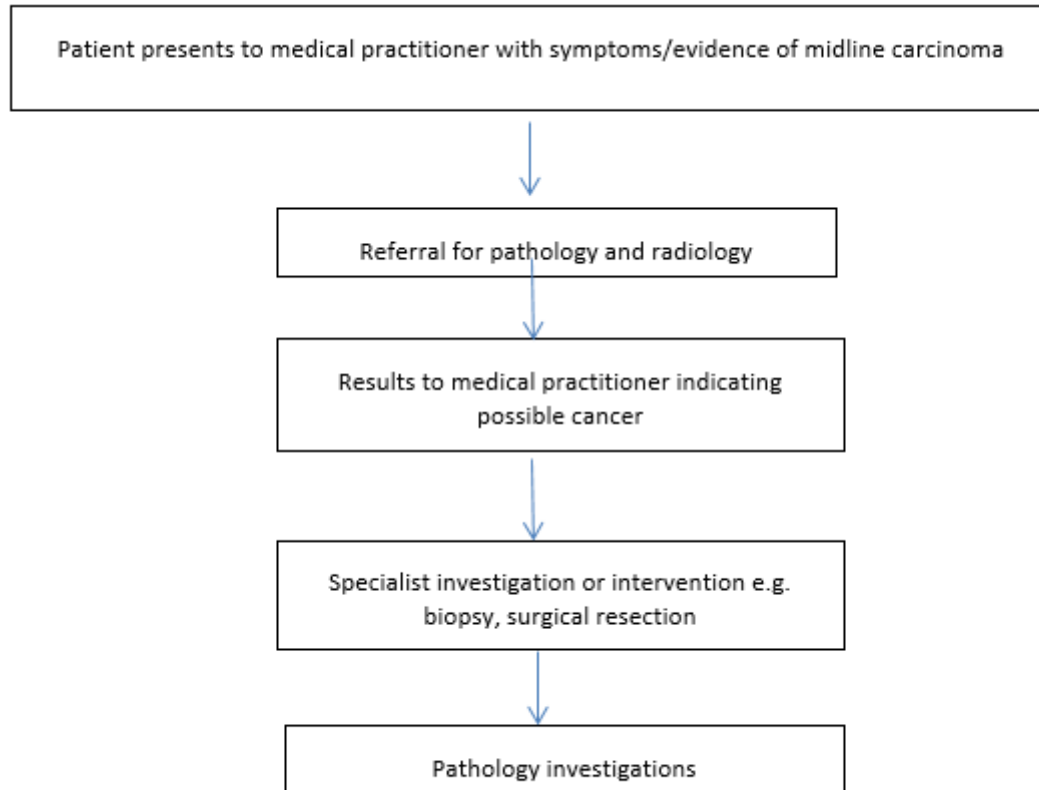 Patient presents to medical practitioner with symptoms/evidence of midline carcinoma
Referral for pathology and radiology
Results to medical practitioner indicating
possible cancer
Specialist investigation or intervention e.g.
biopsy, surgical resection
Pathology investigations